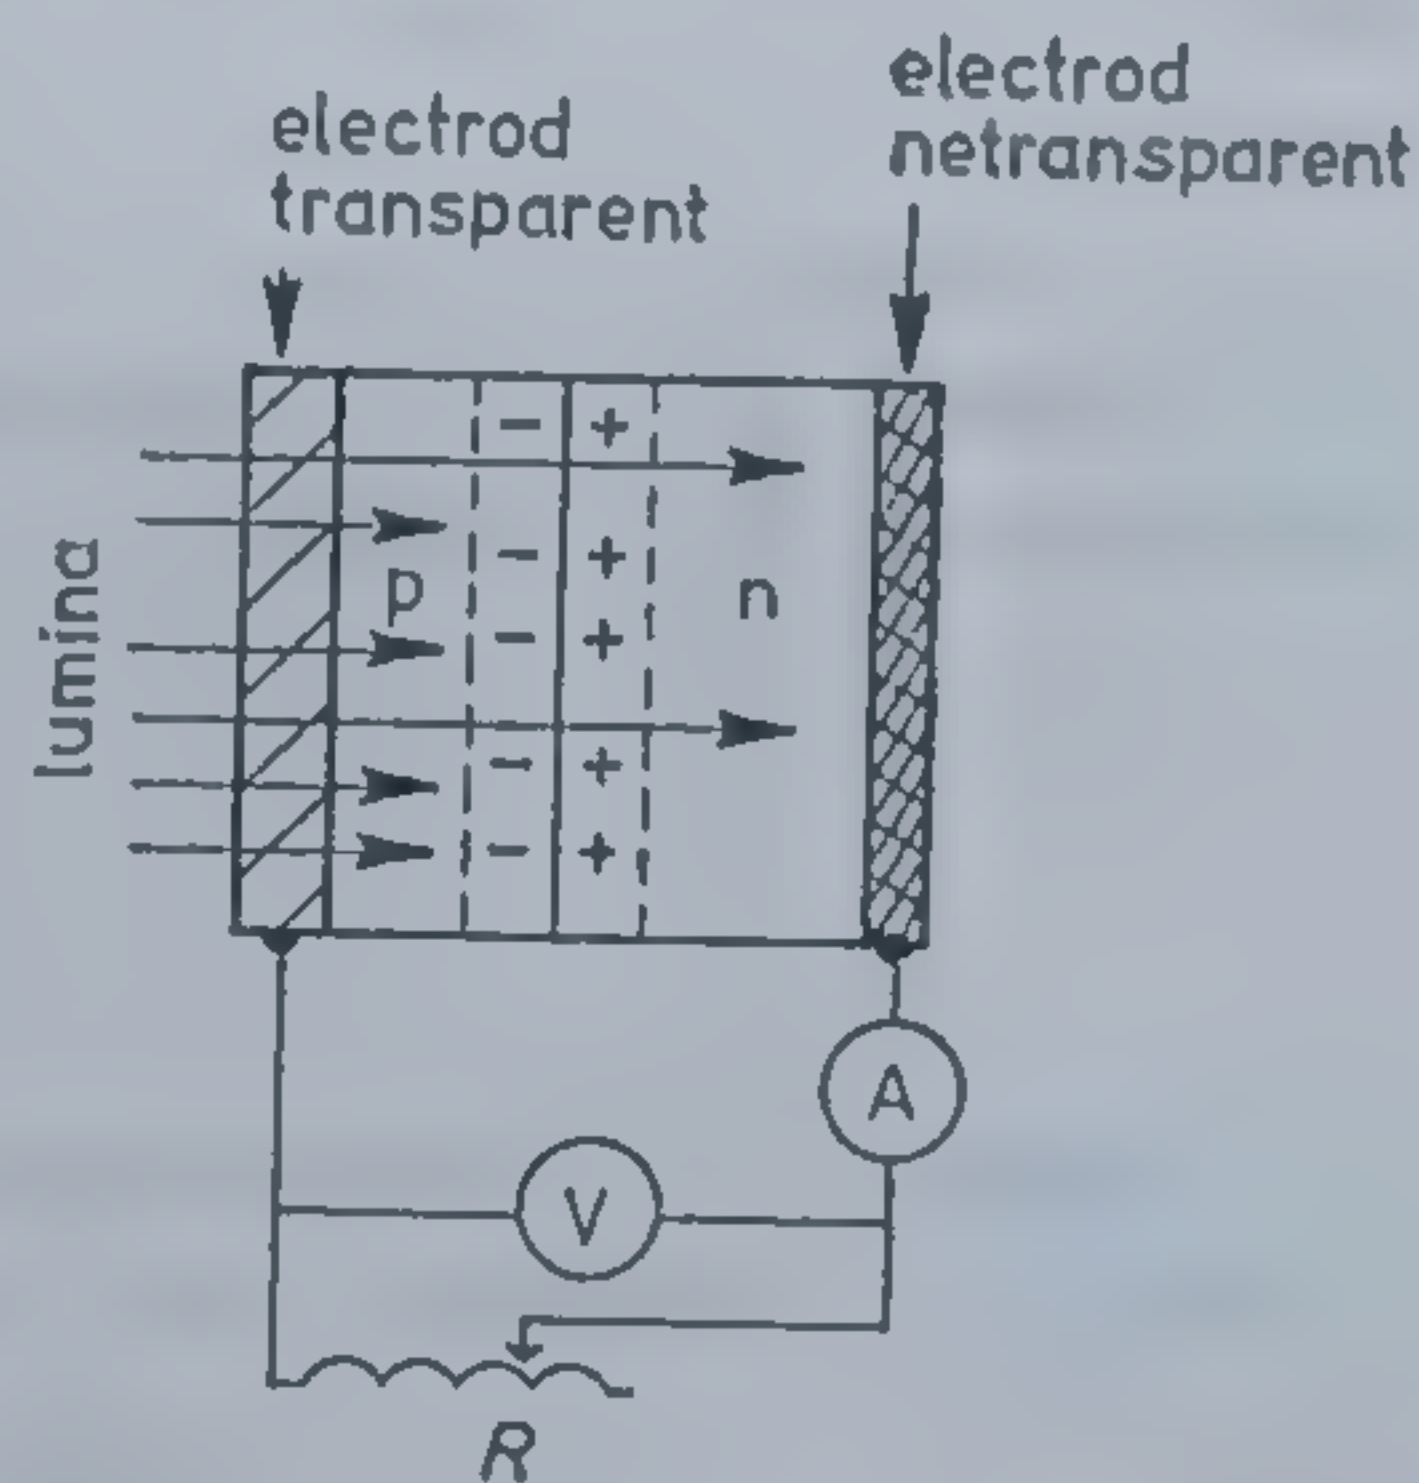 electrod
transparent
electrod
netransparent
lumina
p
n
- +
- +
- +
- +
- +
A
V
R